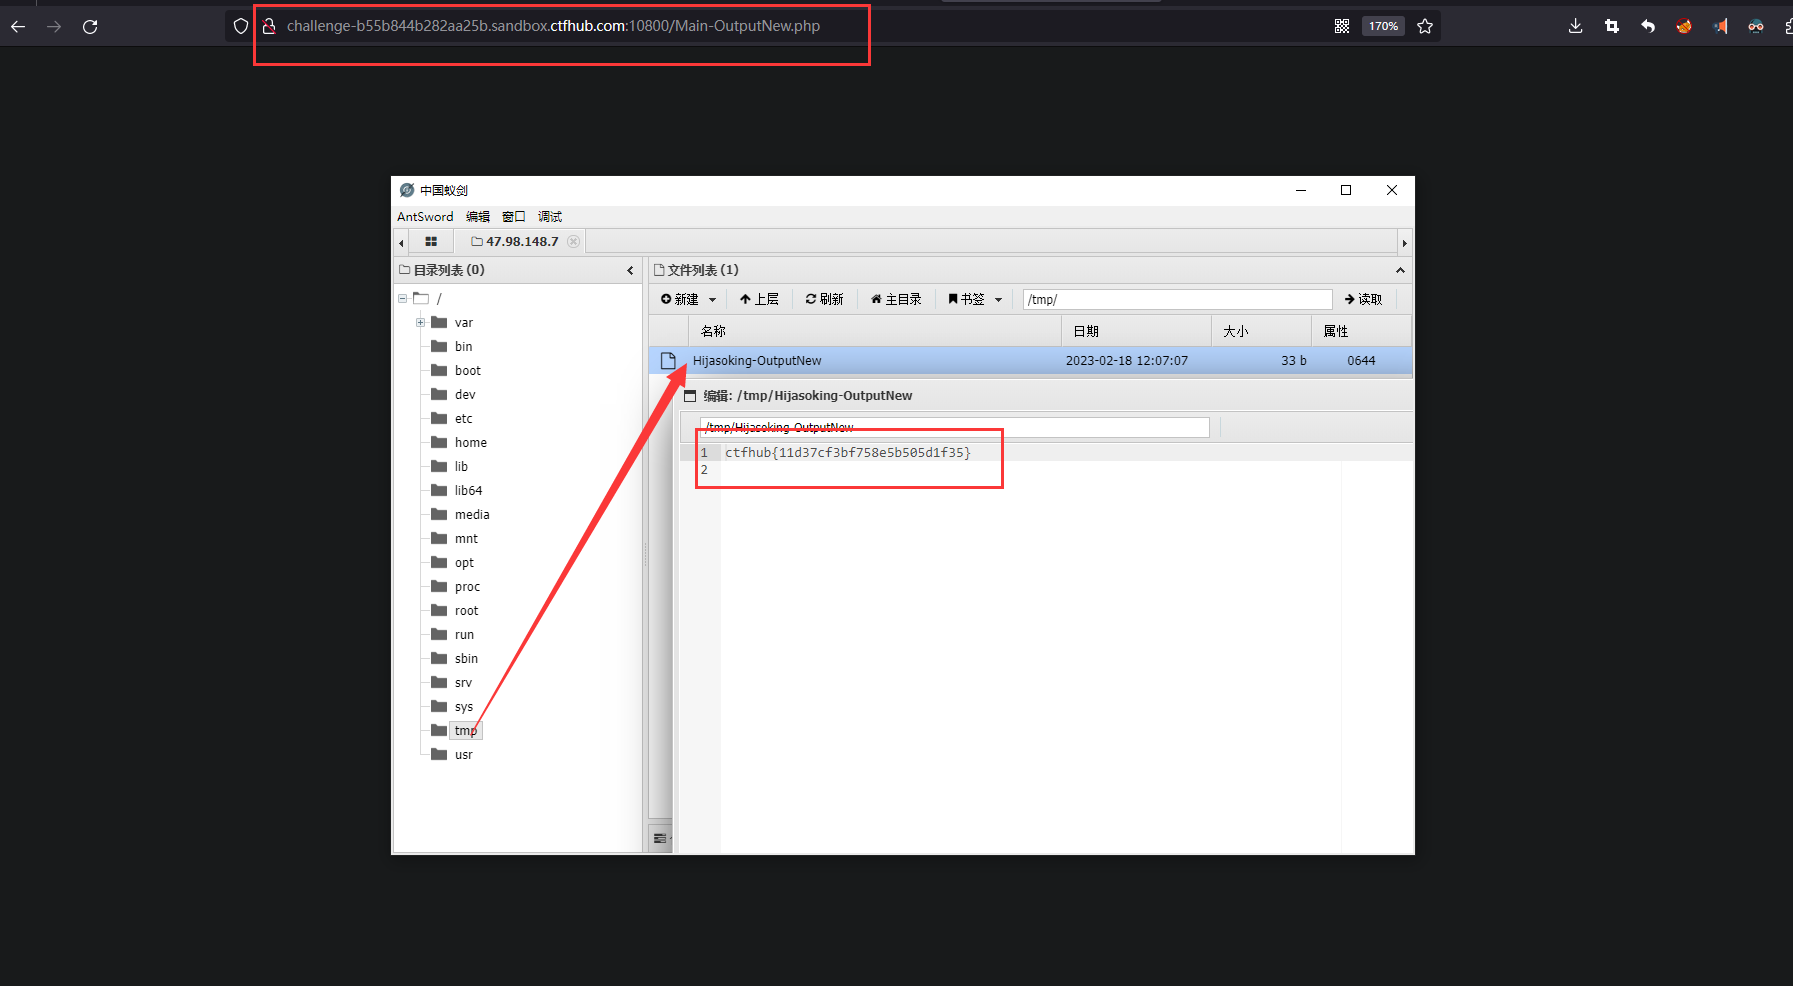 challenge-b55b844b282aa25b.sandbox.ctfhub.com:10800/Main-OutputNew.php
170%
中国蚁剑
AntSword 编辑 窗口 调试
47.98.148.7
目录列表 (0)
文件列表 (1)
新建 上层 刷新 主目录 书签 /tmp/ 读取
名称 日期 大小 属性
Hijasoking-OutputNew 2023-02-18 12:07:07 33 b 0644
编辑: /tmp/Hijasoking-OutputNew
/tmp/Hijasoking-OutputNew
1 ctfhub{11d37cf3bf758e5b505d1f35}
2
/
var
bin
boot
dev
etc
home
lib
lib64
media
mnt
opt
proc
root
run
sbin
srv
sys
tmp
usr